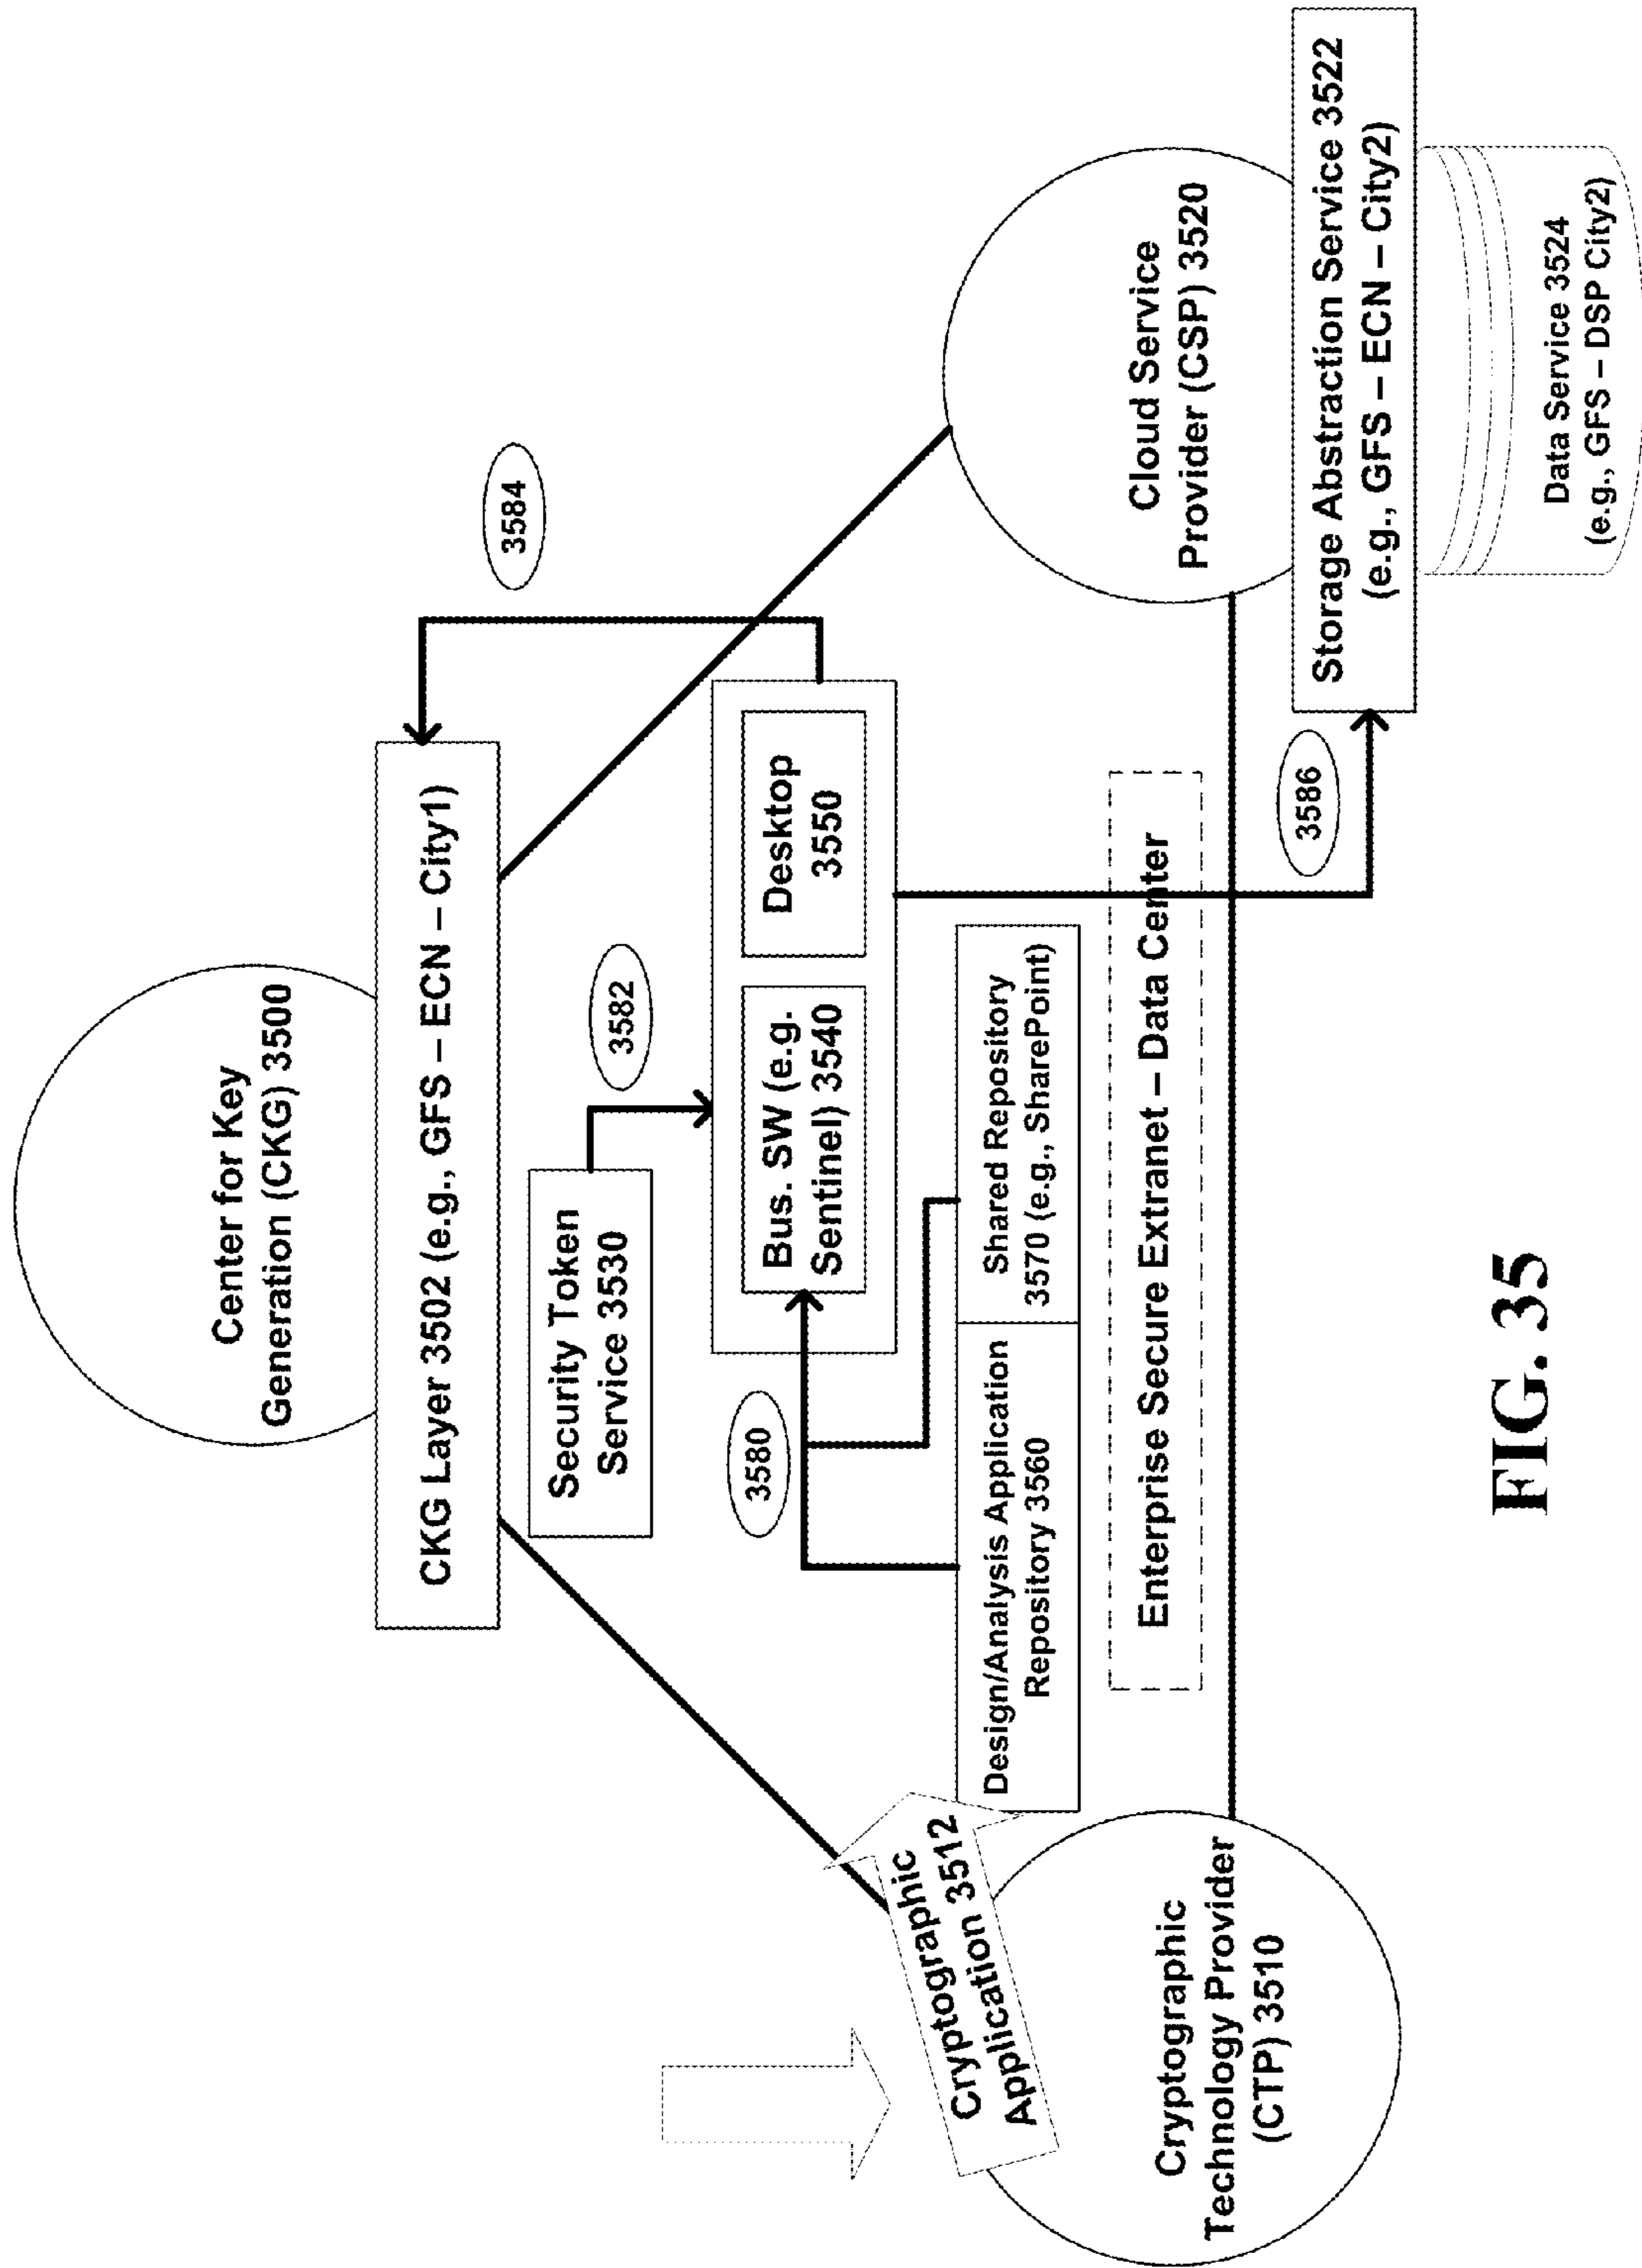 Center for Key
Generation (CKG) 3500
CKG Layer 3502 (e.g., GFS – ECN – City1)
3584
Security Token
Service 3530
3582
3580
Bus. SW (e.g.
Sentinel) 3540
Desktop
3550
Cryptographic
Application 3512
Design/Analysis Application
Repository 3560
Shared Repository
3570 (e.g., SharePoint)
Enterprise Secure Extranet – Data Center
3586
Cryptographic
Technology Provider
(CTP) 3510
Cloud Service
Provider (CSP) 3520
Storage Abstraction Service 3522
(e.g., GFS – ECN – City2)
Data Service 3524
(e.g., GFS – DSP City2)
FIG. 35